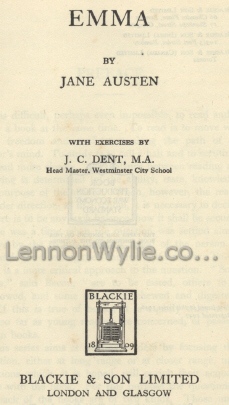 EMMA
BY
JANE AUSTEN
WITH EXERCISES BY
J. C. DENT, M.A.
Head Master, Westminster City School
LennonWylie.co...
BLACKIE
18 09
BLACKIE & SON LIMITED
LONDON AND GLASGOW